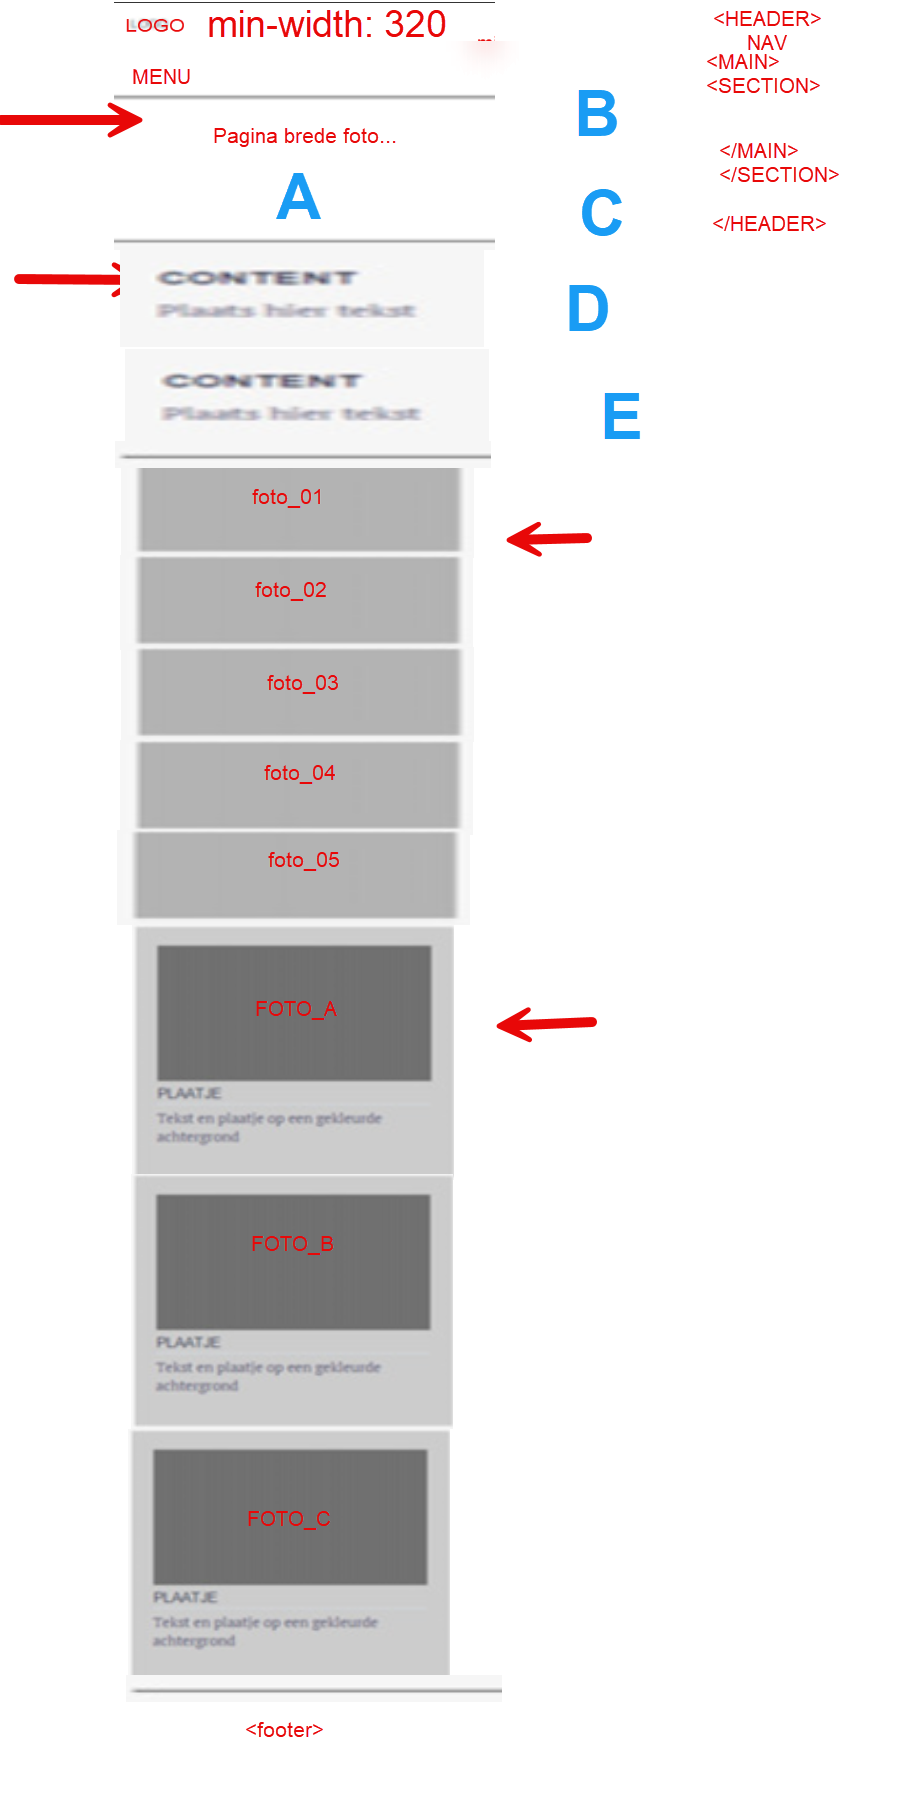 LOGO
min-width: 320
MENU
Pagina brede foto...
A
CONTENT
Plaats hier tekst
CONTENT
Plaats hier tekst
foto_01
foto_02
foto_03
foto_04
foto_05
FOTO_A
PLAATJE
Tekst en plaatje op een gekleurde
achtergrond
FOTO_B
PLAATJE
Tekst en plaatje op een gekleurde
achtergrond
FOTO_C
PLAATJE
Tekst en plaatje op een gekleurde
achtergrond
<footer>
B
C
D
E
<HEADER>
NAV
<MAIN>
<SECTION>
</MAIN>
</SECTION>
</HEADER>